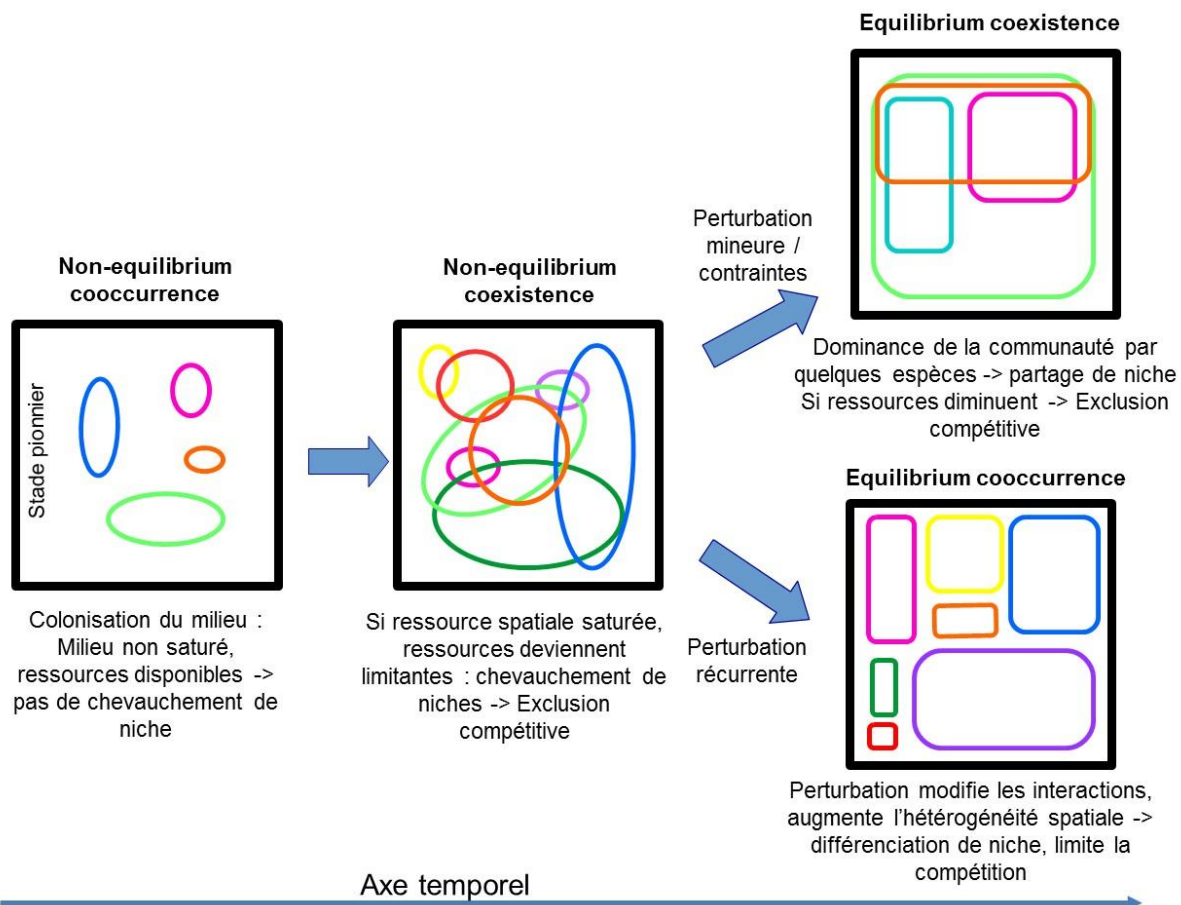 Non-equilibrium
cooccurrence
Stade pionnier
Colonisation du milieu :
Milieu non saturé,
ressources disponibles ->
pas de chevauchement de
niche
Non-equilibrium
coexistence
Si ressource spatiale saturée,
ressources deviennent
limitantes : chevauchement de
niches -> Exclusion
compétitive
Perturbation
mineure /
contraintes
Equilibrium coexistence
Dominance de la communauté par
quelques espèces -> partage de niche
Si ressources diminuent -> Exclusion
compétitive
Perturbation
récurrente
Equilibrium cooccurrence
Perturbation modifie les interactions,
augmente l’hétérogénéité spatiale ->
différenciation de niche, limite la
compétition
Axe temporel